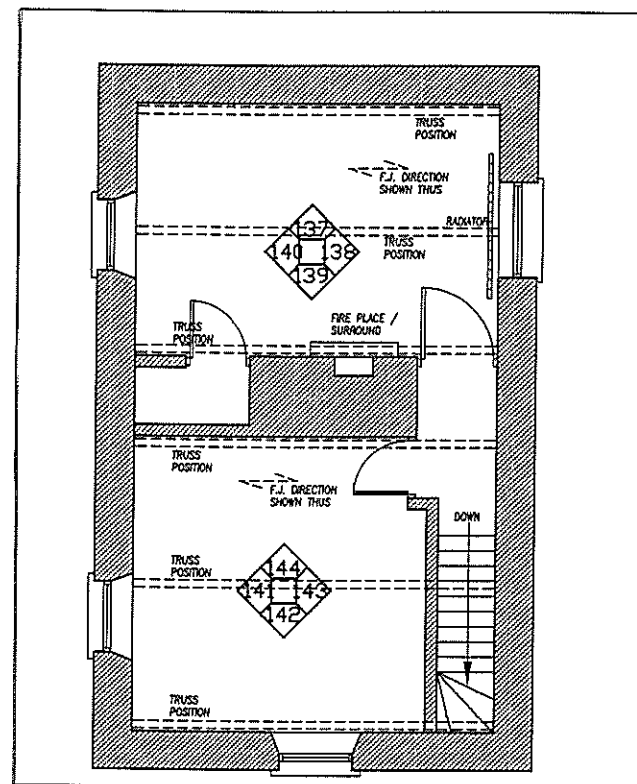 TRUSS
POSITION
F.J. DIRECTION
SHOWN THUS
RADIATOR
137
140
138
139
TRUSS
POSITION
FIRE PLACE /
SURROUND
TRUSS
POSITION
TRUSS
POSITION
F.J. DIRECTION
SHOWN THUS
DOWN
TRUSS
POSITION
144
141
143
142
TRUSS
POSITION